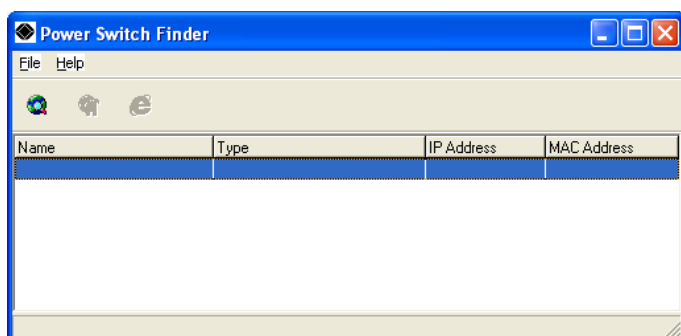 Power Switch Finder
File Help
Name Type IP Address MAC Address